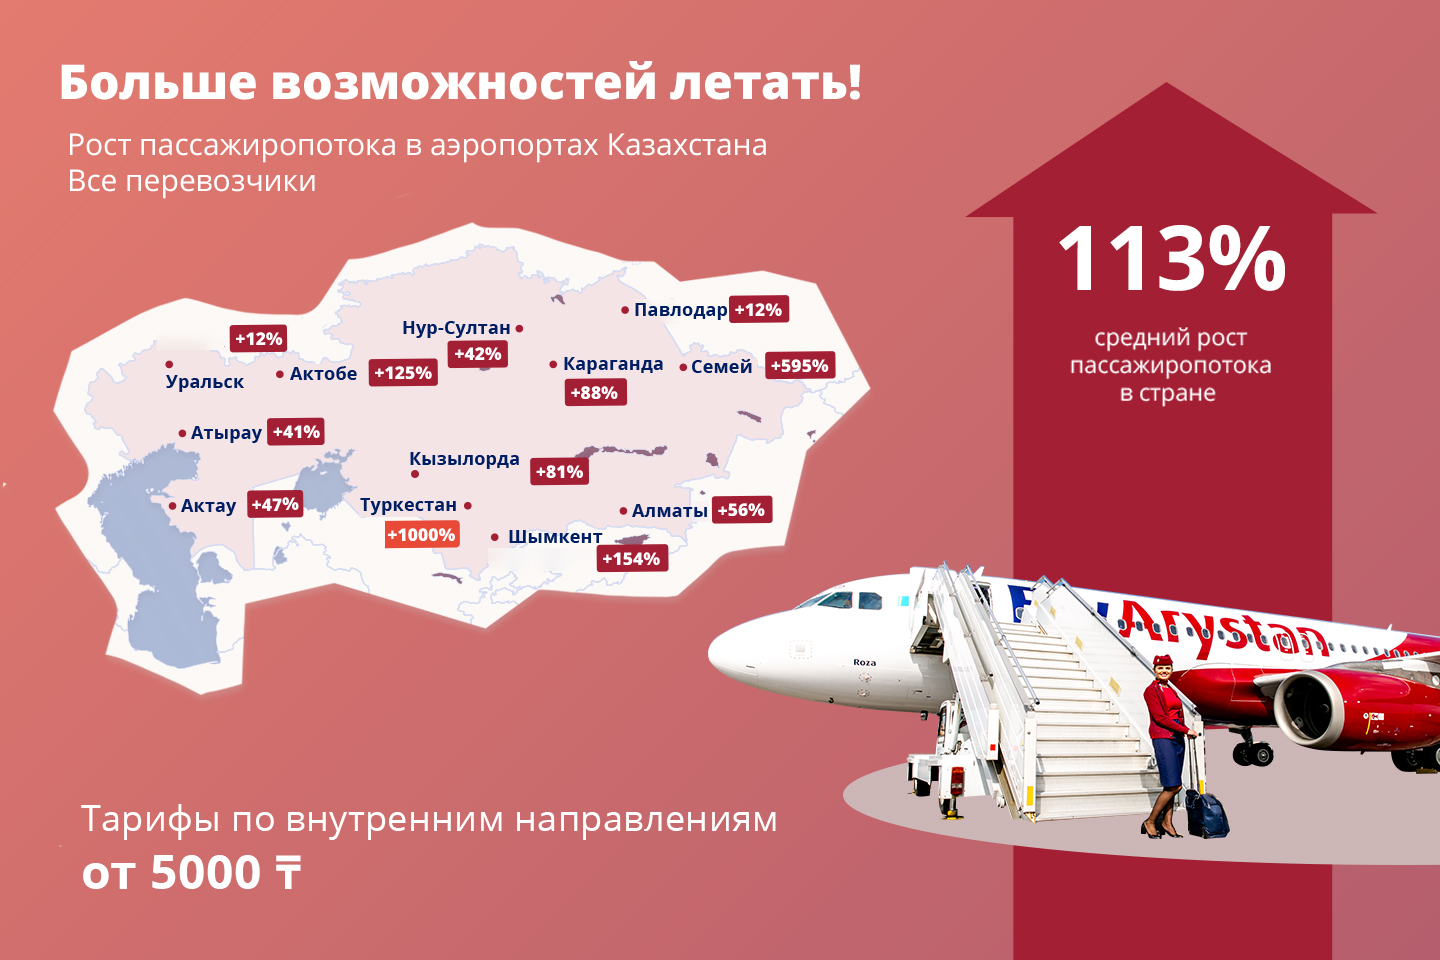 Больше возможностей летать!
Рост пассажиропотока в аэропортах Казахстана
Все перевозчики
113%
средний рост
пассажиропотока
в стране
Павлодар +12%
Нур-Султан
+42%
+12%
Уральск
Актобе +125%
Караганда
+88%
Семей +595%
Атырау +41%
Кызылорда
+81%
Актау +47%
Туркестан
+1000%
Алматы +56%
Шымкент
+154%
Arystan
Roza
Тарифы по внутренним направлениям
от 5000 ₸